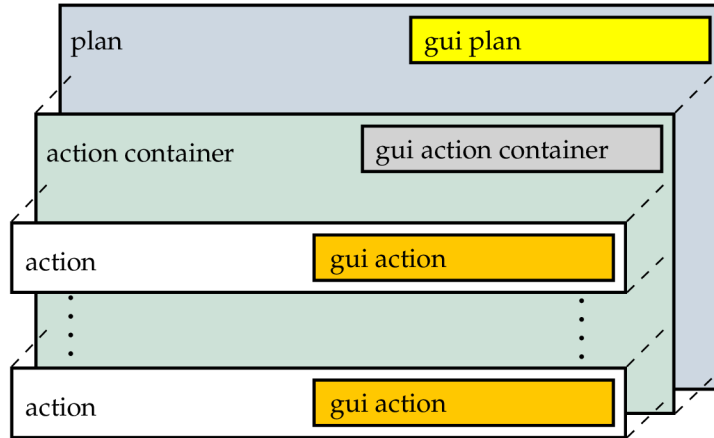 plan
gui plan
action container
gui action container
action
gui action
action
gui action